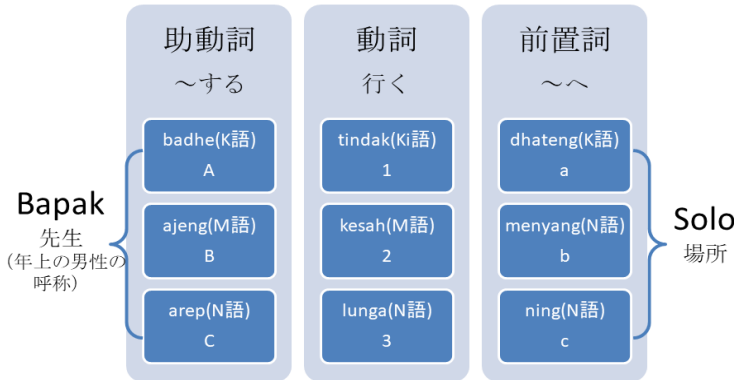 助動詞
～する
badhe(K語)
A
ajeng(M語)
B
arep(N語)
C
動詞
行く
tindak(Ki語)
1
kesah(M語)
2
lunga(N語)
3
前置詞
～へ
dhateng(K語)
a
menyang(N語)
b
ning(N語)
c
Bapak
先生
（年上の男性の
呼称）
Solo
場所